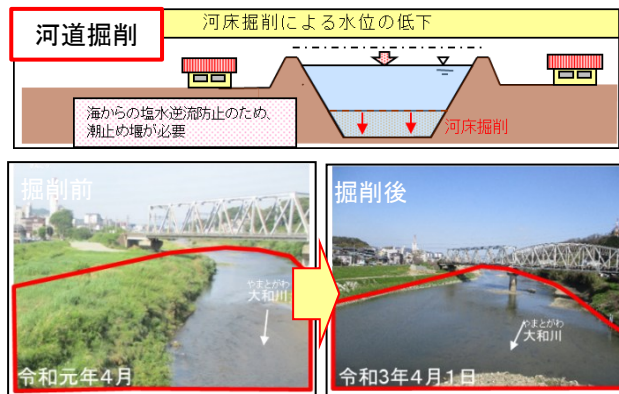 河道掘削
河床掘削による水位の低下
海からの塩水逆流防止のため、
潮止め堰が必要
河床掘削
掘削前
やまとがわ
大和川
令和元年4月
掘削後
やまとがわ
大和川
令和3年4月1日